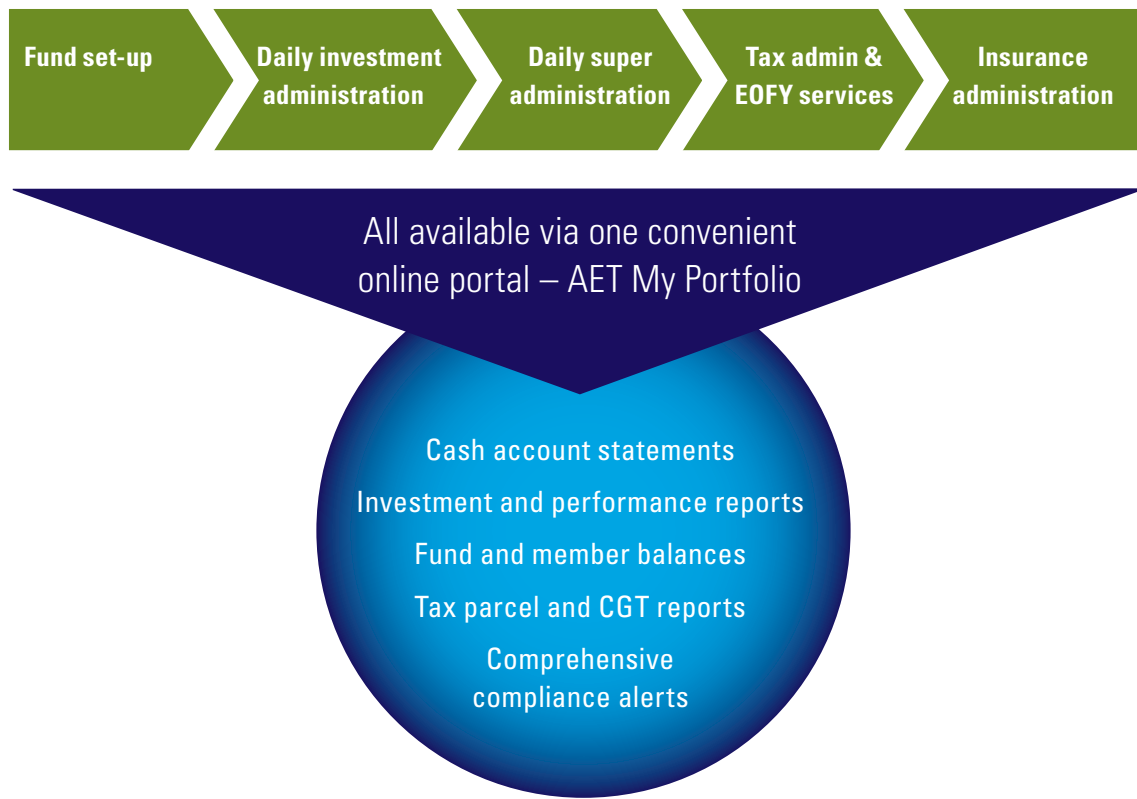 Fund set-up
Daily investment
administration
Daily super
administration
Tax admin &
EOFY services
Insurance
administration
All available via one convenient
online portal – AET My Portfolio
Cash account statements
Investment and performance reports
Fund and member balances
Tax parcel and CGT reports
Comprehensive
compliance alerts